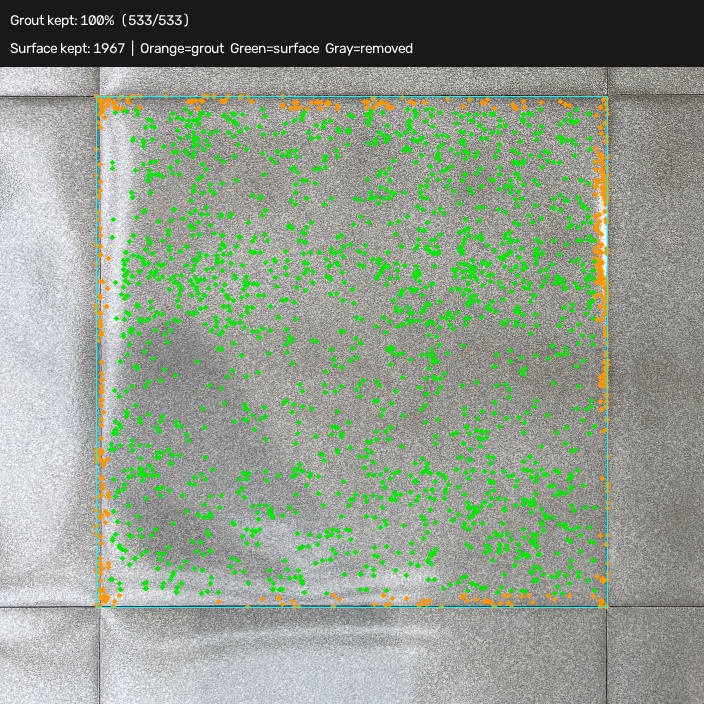 Grout kept: 100%  (533/533)
Surface kept: 1967  |  Orange=grout  Green=surface  Gray=removed